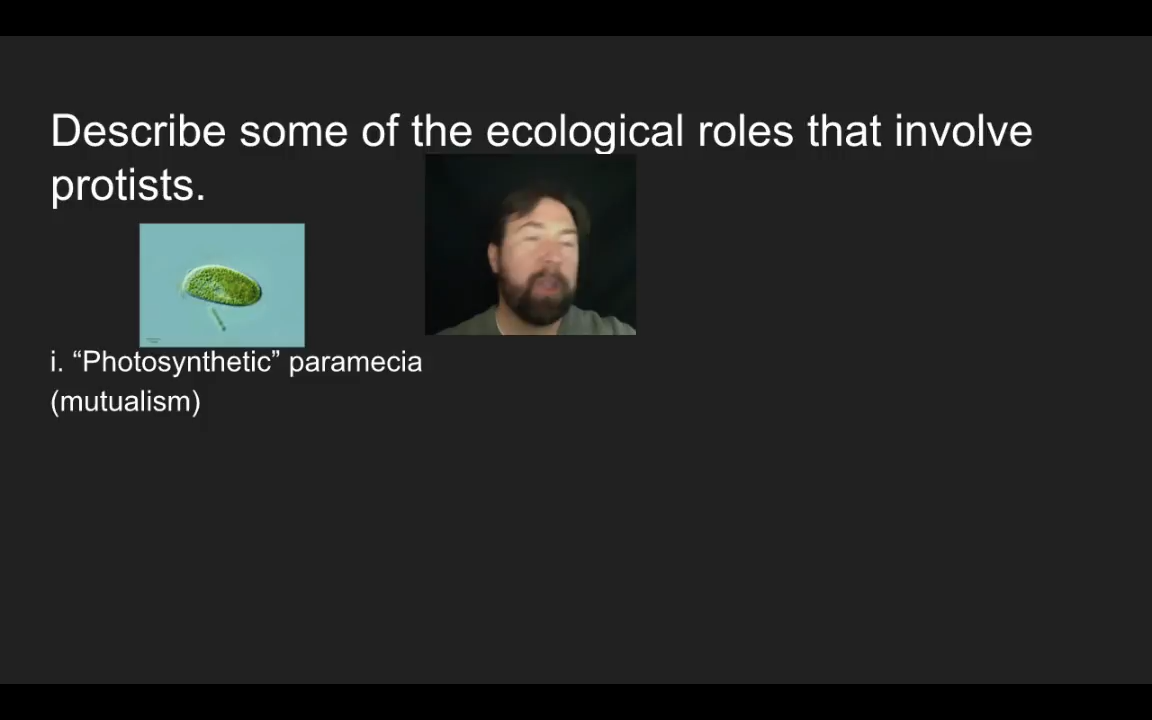 Describe some of the ecological roles that involve
protists.
i. “Photosynthetic” paramecia
(mutualism)